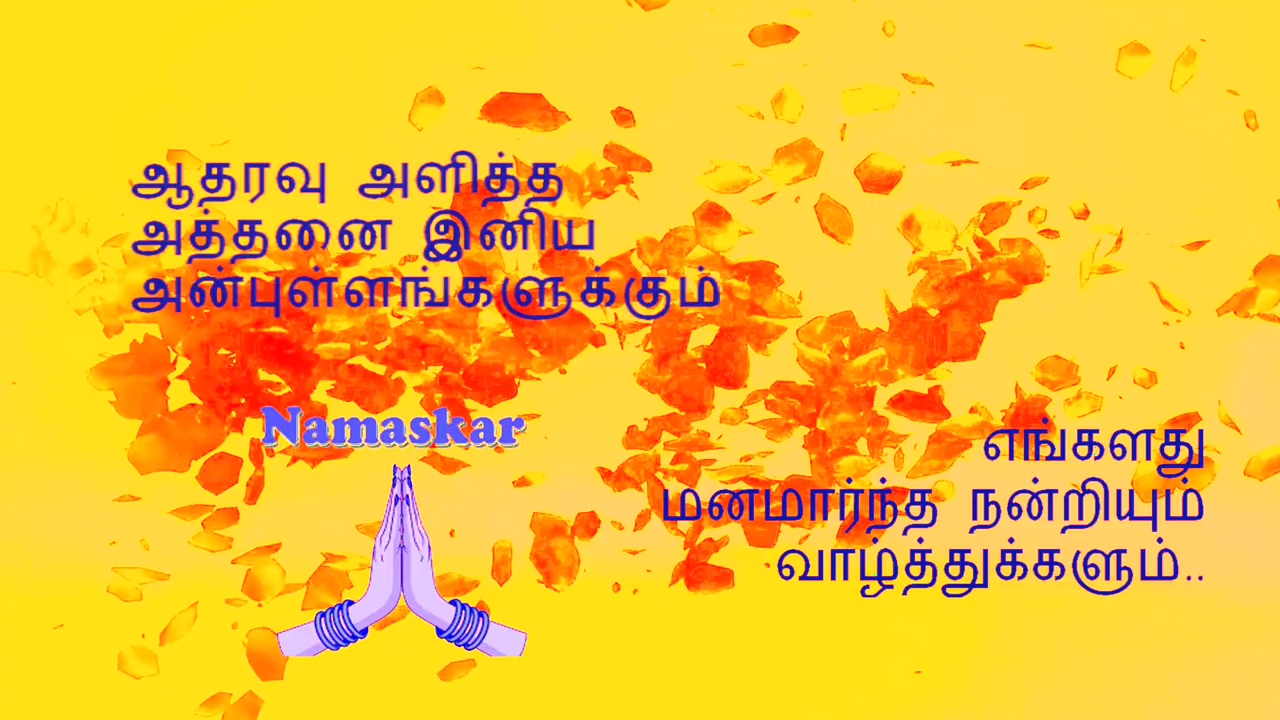 ஆதரவு அளித்த
அத்தனை இனிய
அன்புள்ளங்களுக்கும்
Namaskar
எங்களது
மனமார்ந்த நன்றியும்
வாழ்த்துக்களும்..